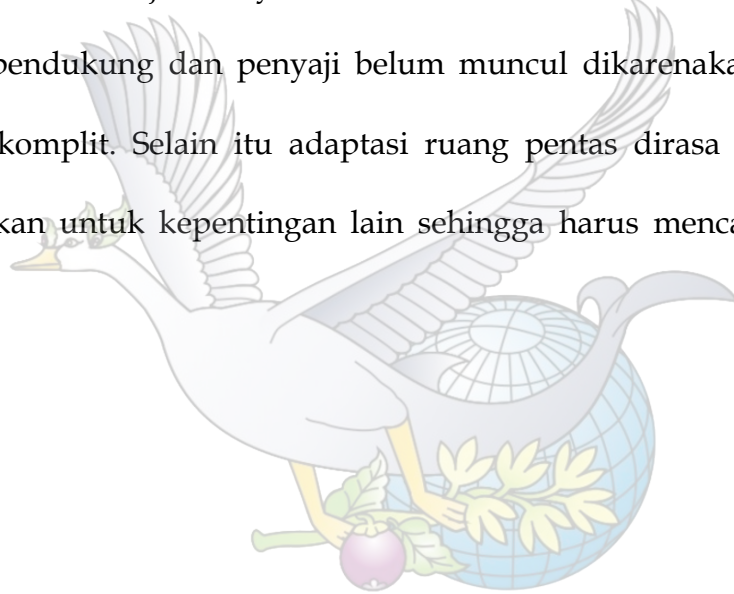 pendukung dan penyaji belum muncul dikarenaka
komplit. Selain itu adaptasi ruang pentas dirasa
kan untuk kepentingan lain sehingga harus menca